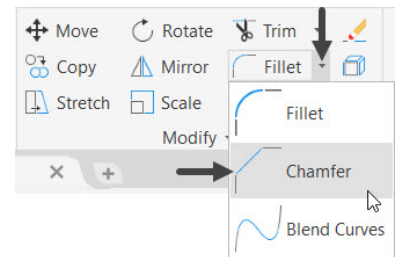 Move Rotate Trim
Copy Mirror Fillet
Stretch Scale
Fillet
Modify
Chamfer
Blend Curves